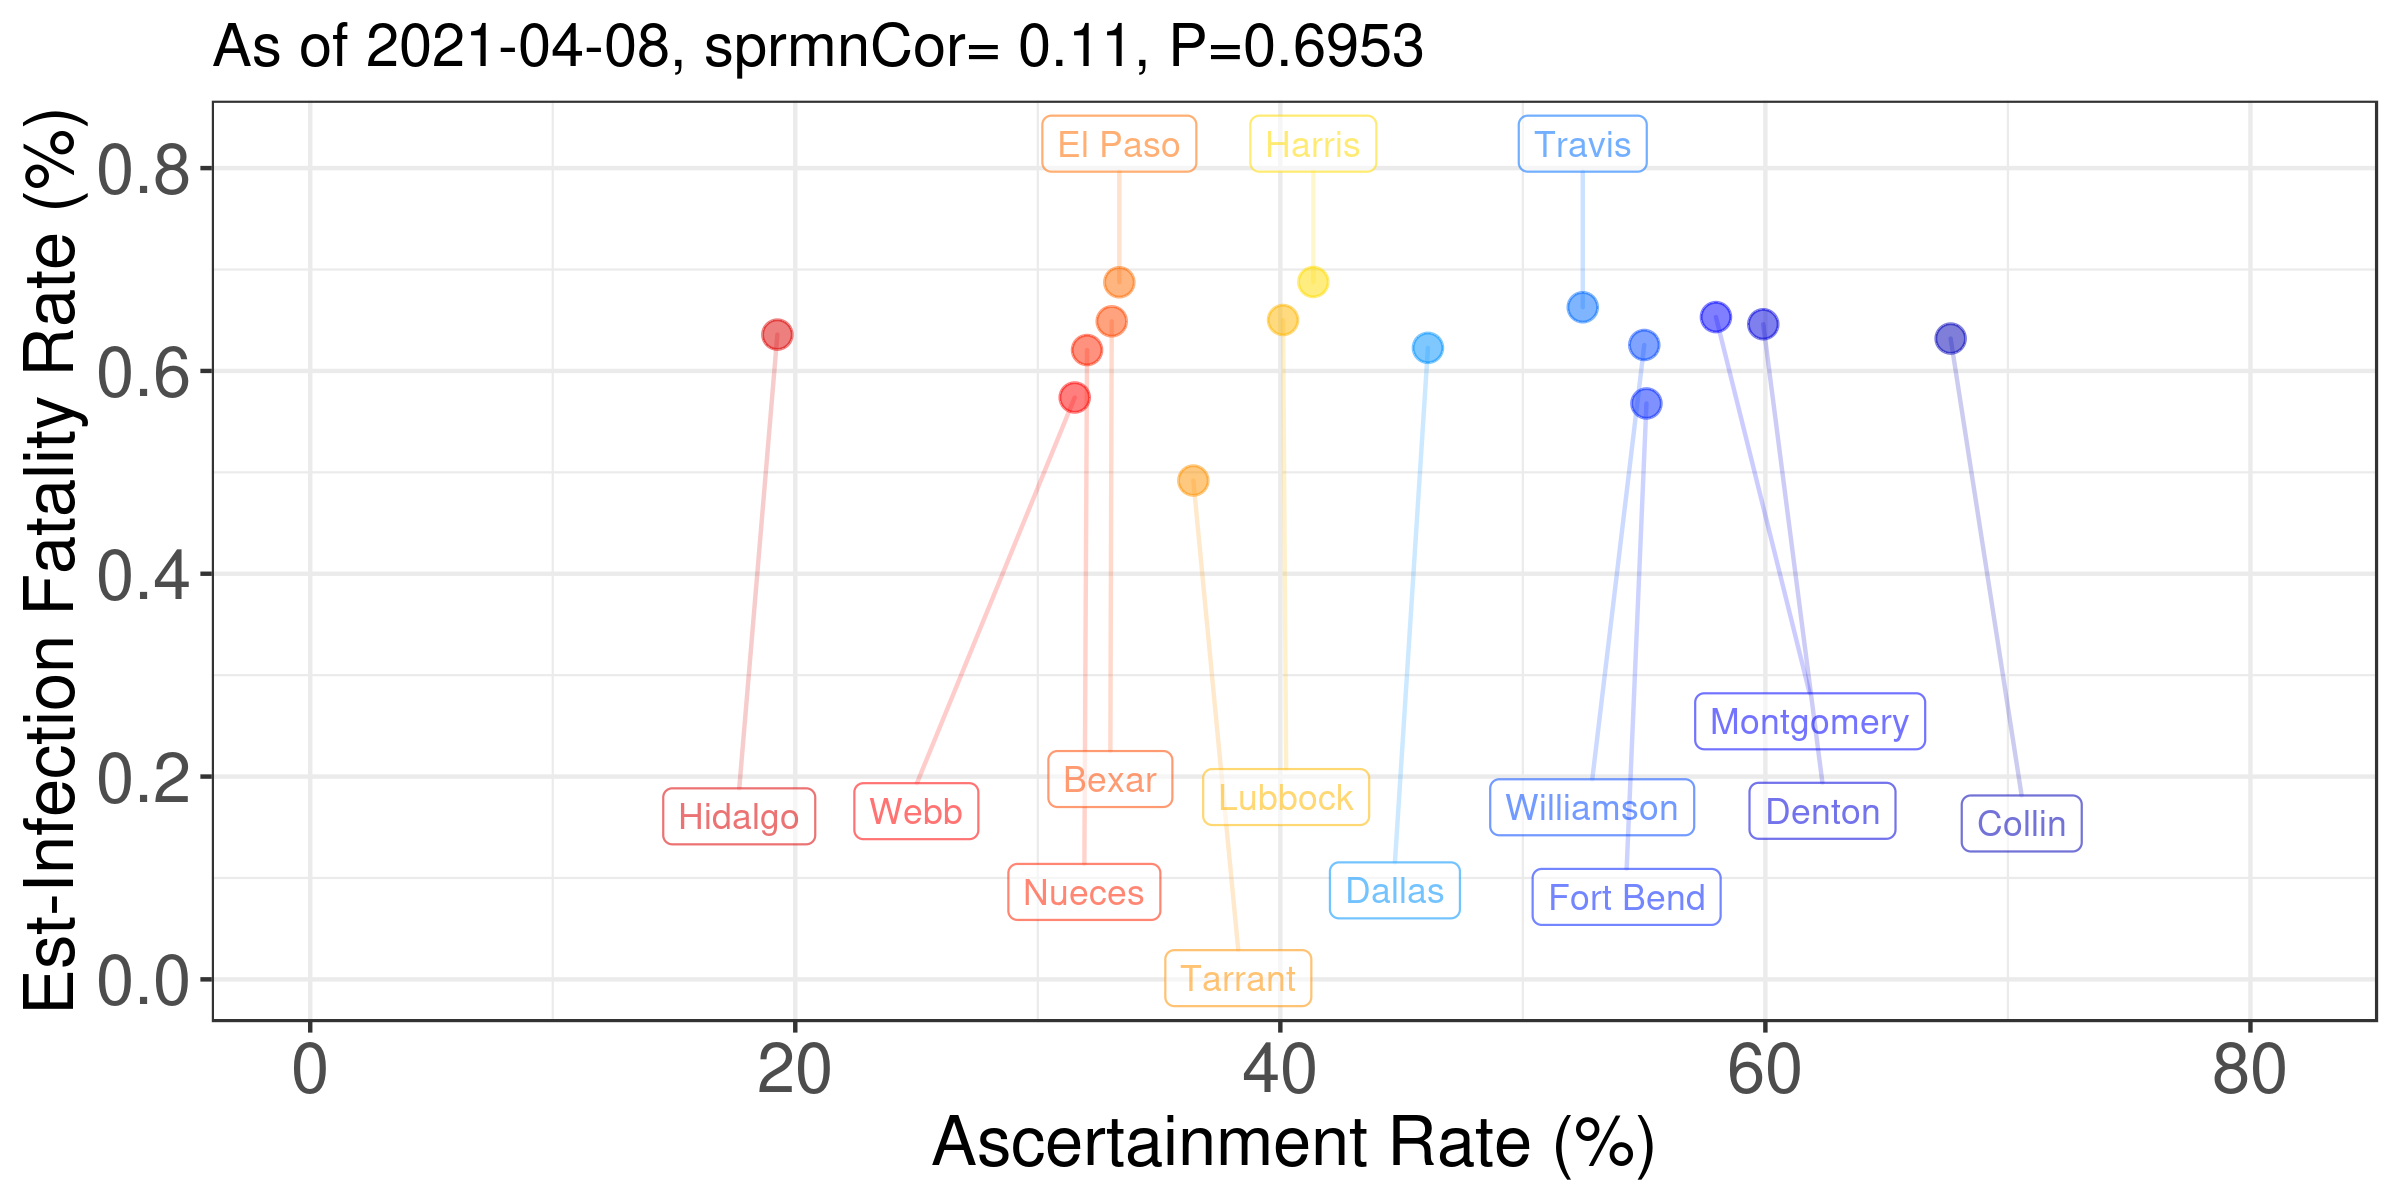 As of 2021-04-08, sprmnCor= 0.11, P=0.6953
Est-Infection Fatality Rate (%)
0.8
0.6
0.4
0.2
0.0
El Paso
Harris
Travis
Montgomery
Bexar
Lubbock
Williamson
Hidalgo
Webb
Denton
Collin
Nueces
Dallas
Fort Bend
Tarrant
0
20
40
60
80
Ascertainment Rate (%)